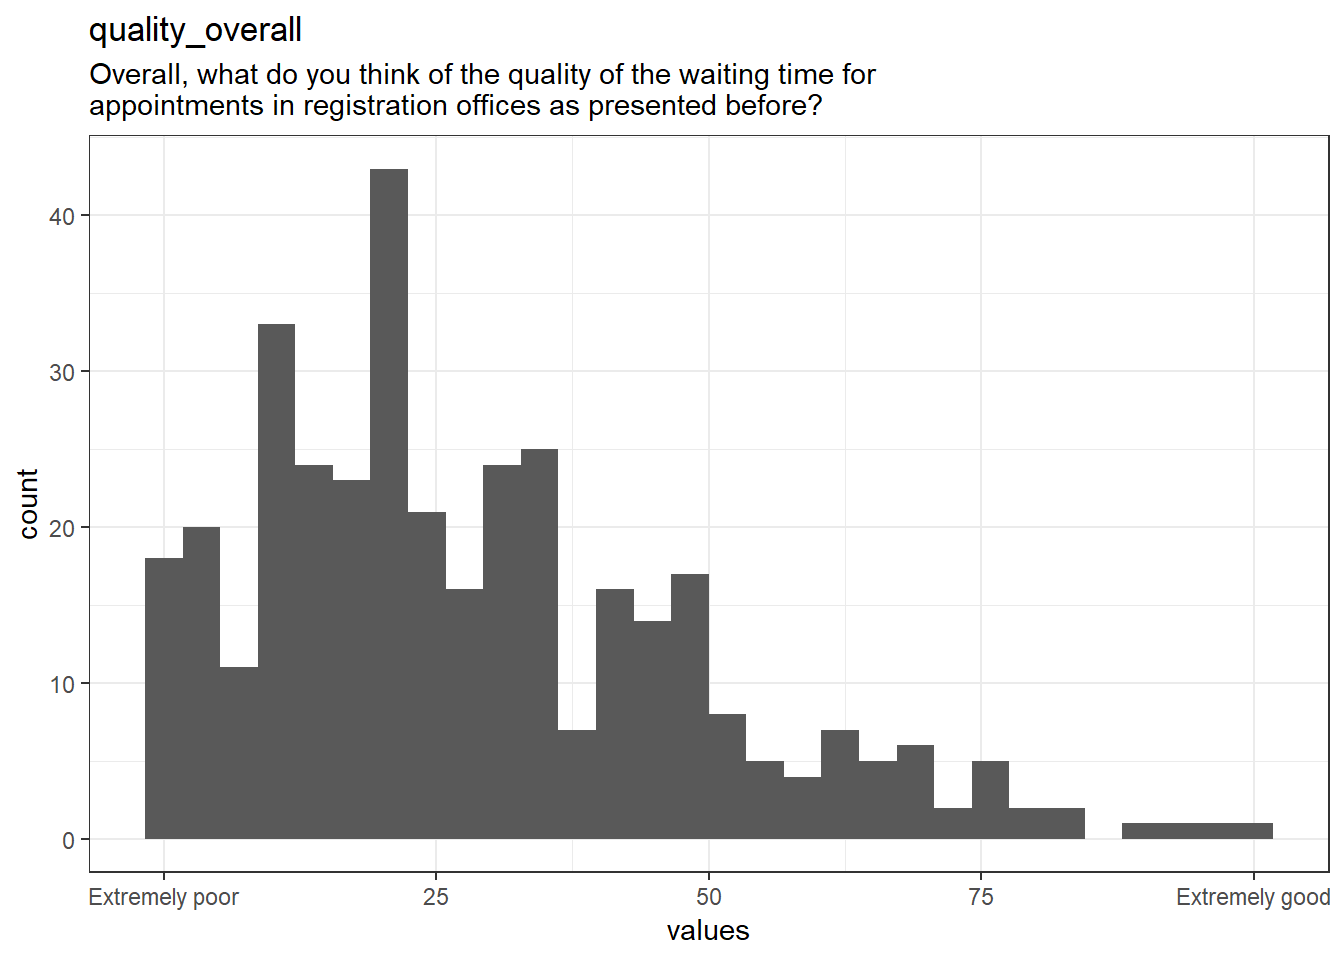 quality_overall
Overall, what do you think of the quality of the waiting time for
appointments in registration offices as presented before?
count
40
30
20
10
0
Extremely poor 25 50 75 Extremely good
values